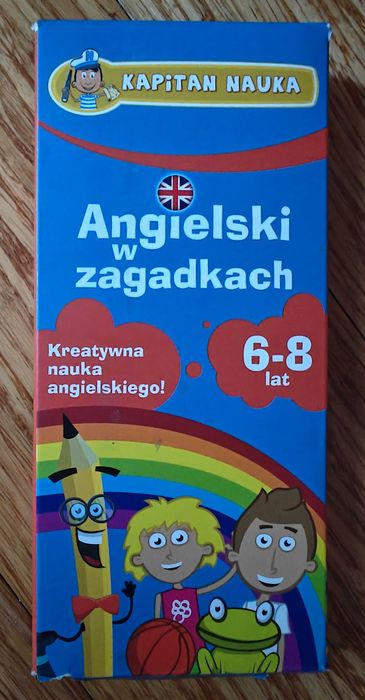 KAPITAN NAUKA
Angielski
w
zagadkach
Kreatywna
nauka
angielskiego!
6-8
lat